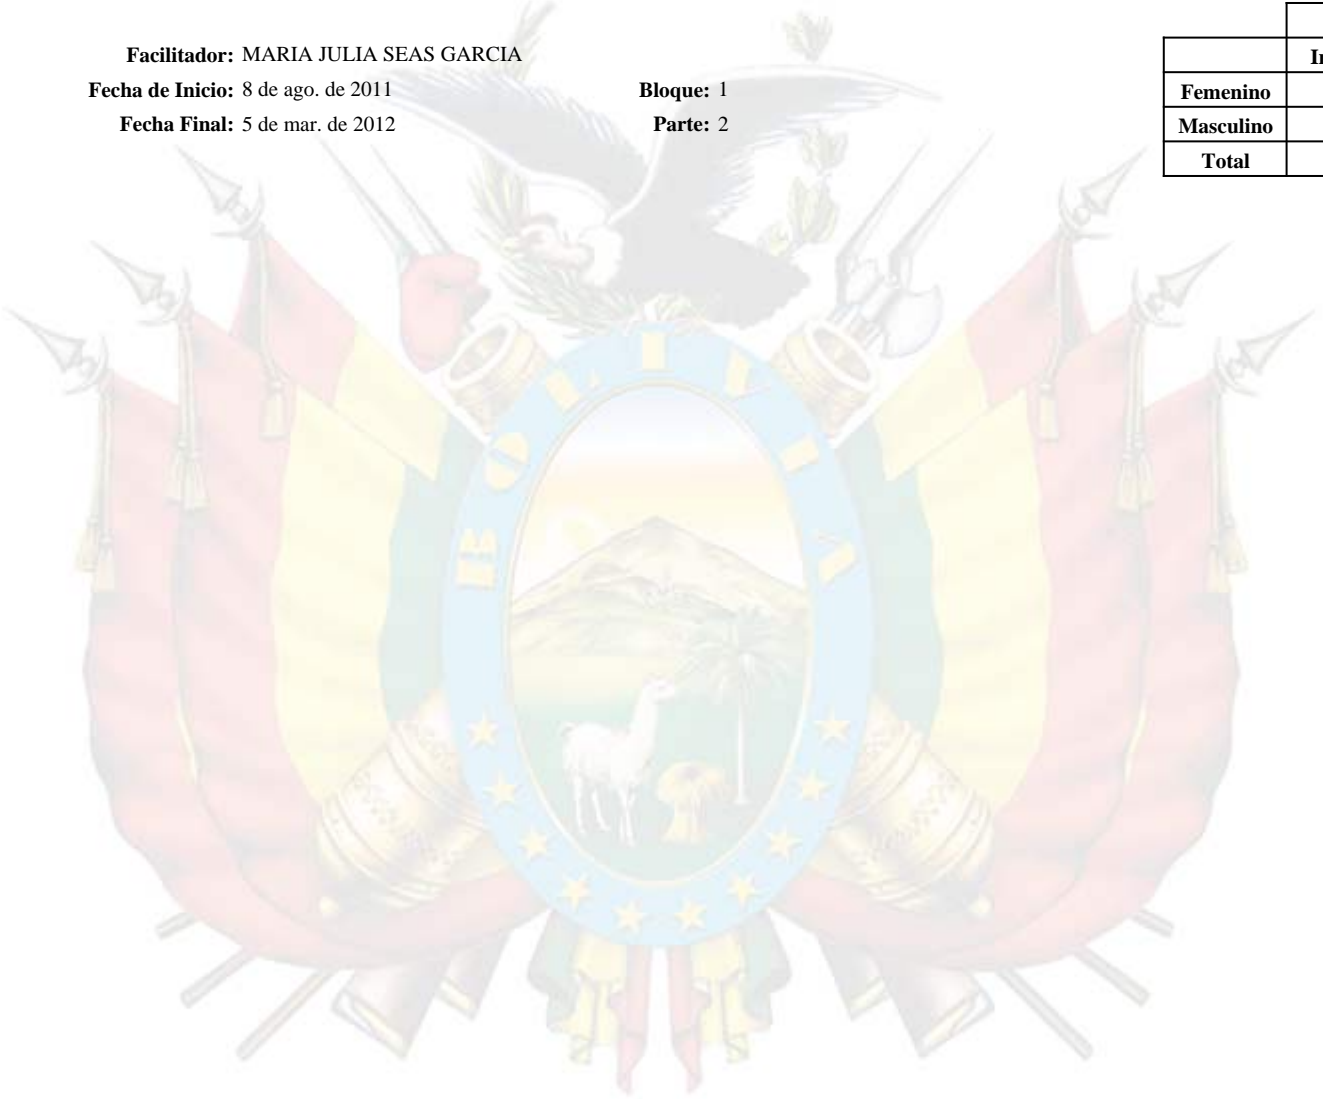 Facilitador: MARIA JULIA SEAS GARCIA
Fecha de Inicio: 8 de ago. de 2011 Bloque: 1
Fecha Final: 5 de mar. de 2012 Parte: 2
Femenino
Masculino
Total
BOLIVIA